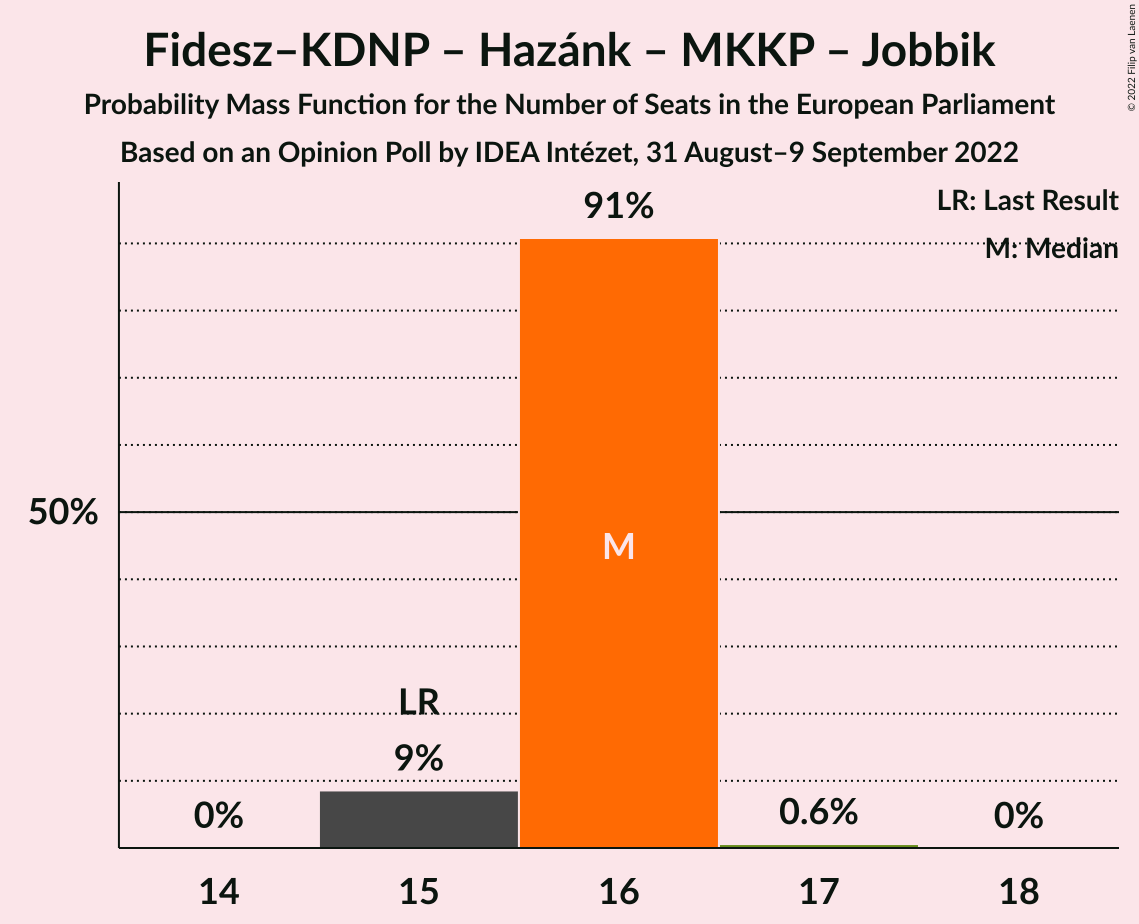 Fidesz–KDNP – Hazánk – MKKP – Jobbik
Probability Mass Function for the Number of Seats in the European Parliament
Based on an Opinion Poll by IDEA Intézet, 31 August–9 September 2022
© 2022 Filip van Laenen
LR: Last Result
M: Median
91%
50%
M
LR
9%
0%
0.6%
0%
14 15 16 17 18